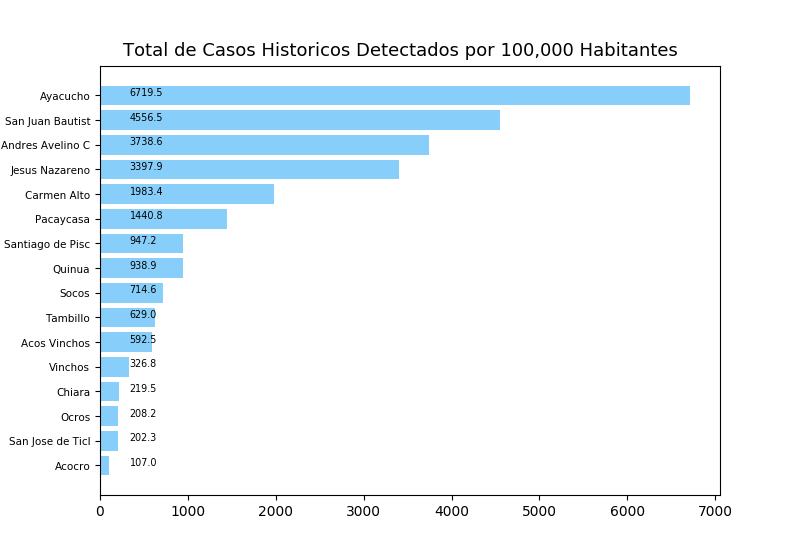 Total de Casos Historicos Detectados por 100,000 Habitantes
Ayacucho 6719.5
San Juan Bautist 4556.5
Andres Avelino C 3738.6
Jesus Nazareno 3397.9
Carmen Alto 1983.4
Pacaycasa 1440.8
Santiago de Pisc 947.2
Quinua 938.9
Socos 714.6
Tambillo 629.0
Acos Vinchos 592.5
Vinchos 326.8
Chiara 219.5
Ocros 208.2
San Jose de Ticl 202.3
Acocro 107.0
0 1000 2000 3000 4000 5000 6000 7000